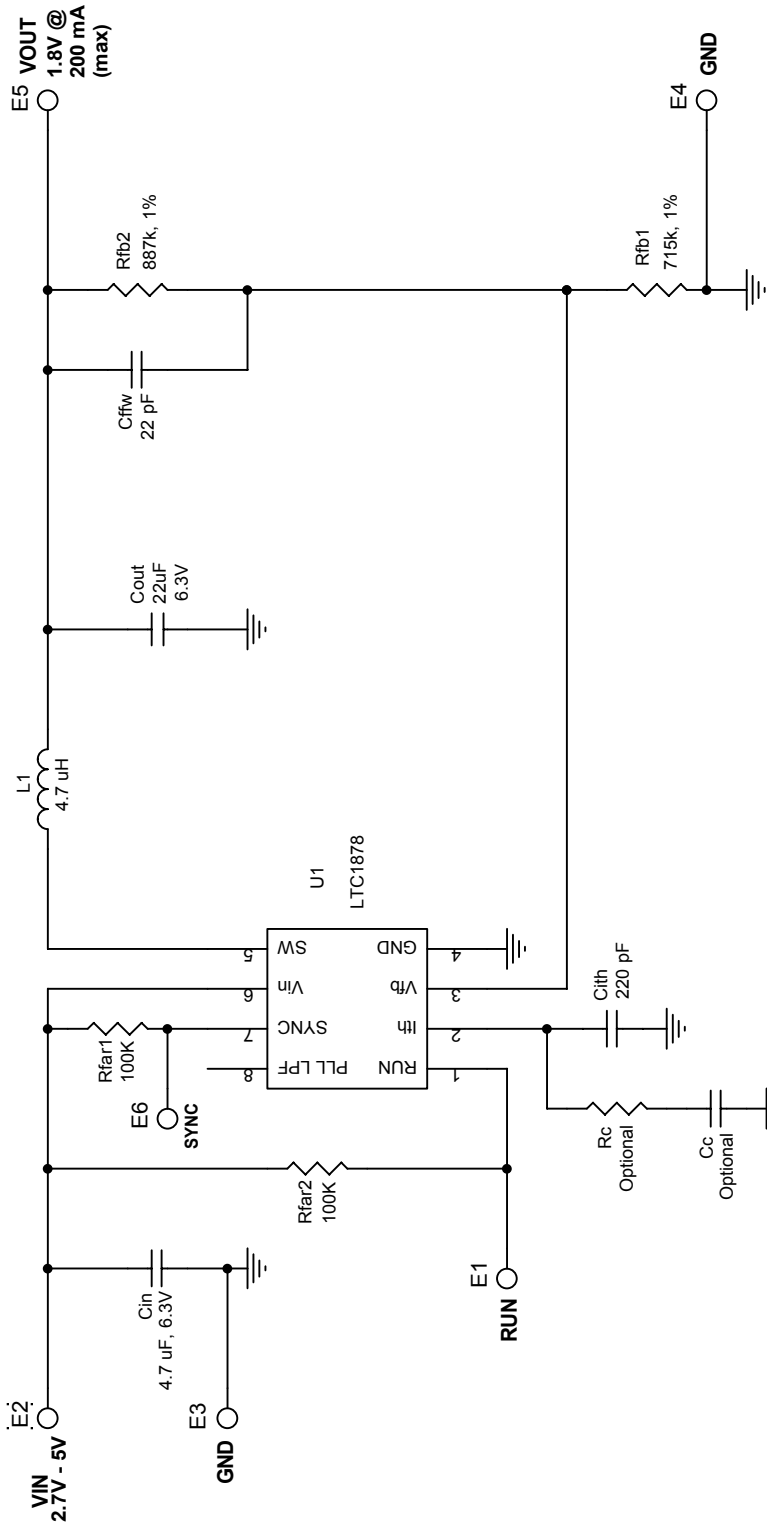 E2
VIN
2.7V - 5V
E3
GND
Cin
4.7 uF, 6.3V
E1
RUN
Rfar2
100K
E6
SYNC
Rfar1
100K
8
7
6
5
PLL LPF
SYNC
Vin
SW
RUN
Ith
Vfb
GND
1
2
3
4
U1
LTC1878
Rc
Optional
Cc
Optional
Cith
220 pF
L1
4.7 uH
Cout
22uF
6.3V
Cffw
22 pF
Rfb2
887k, 1%
Rfb1
715k, 1%
E5
VOUT
1.8V @
200 mA
(max)
E4
GND